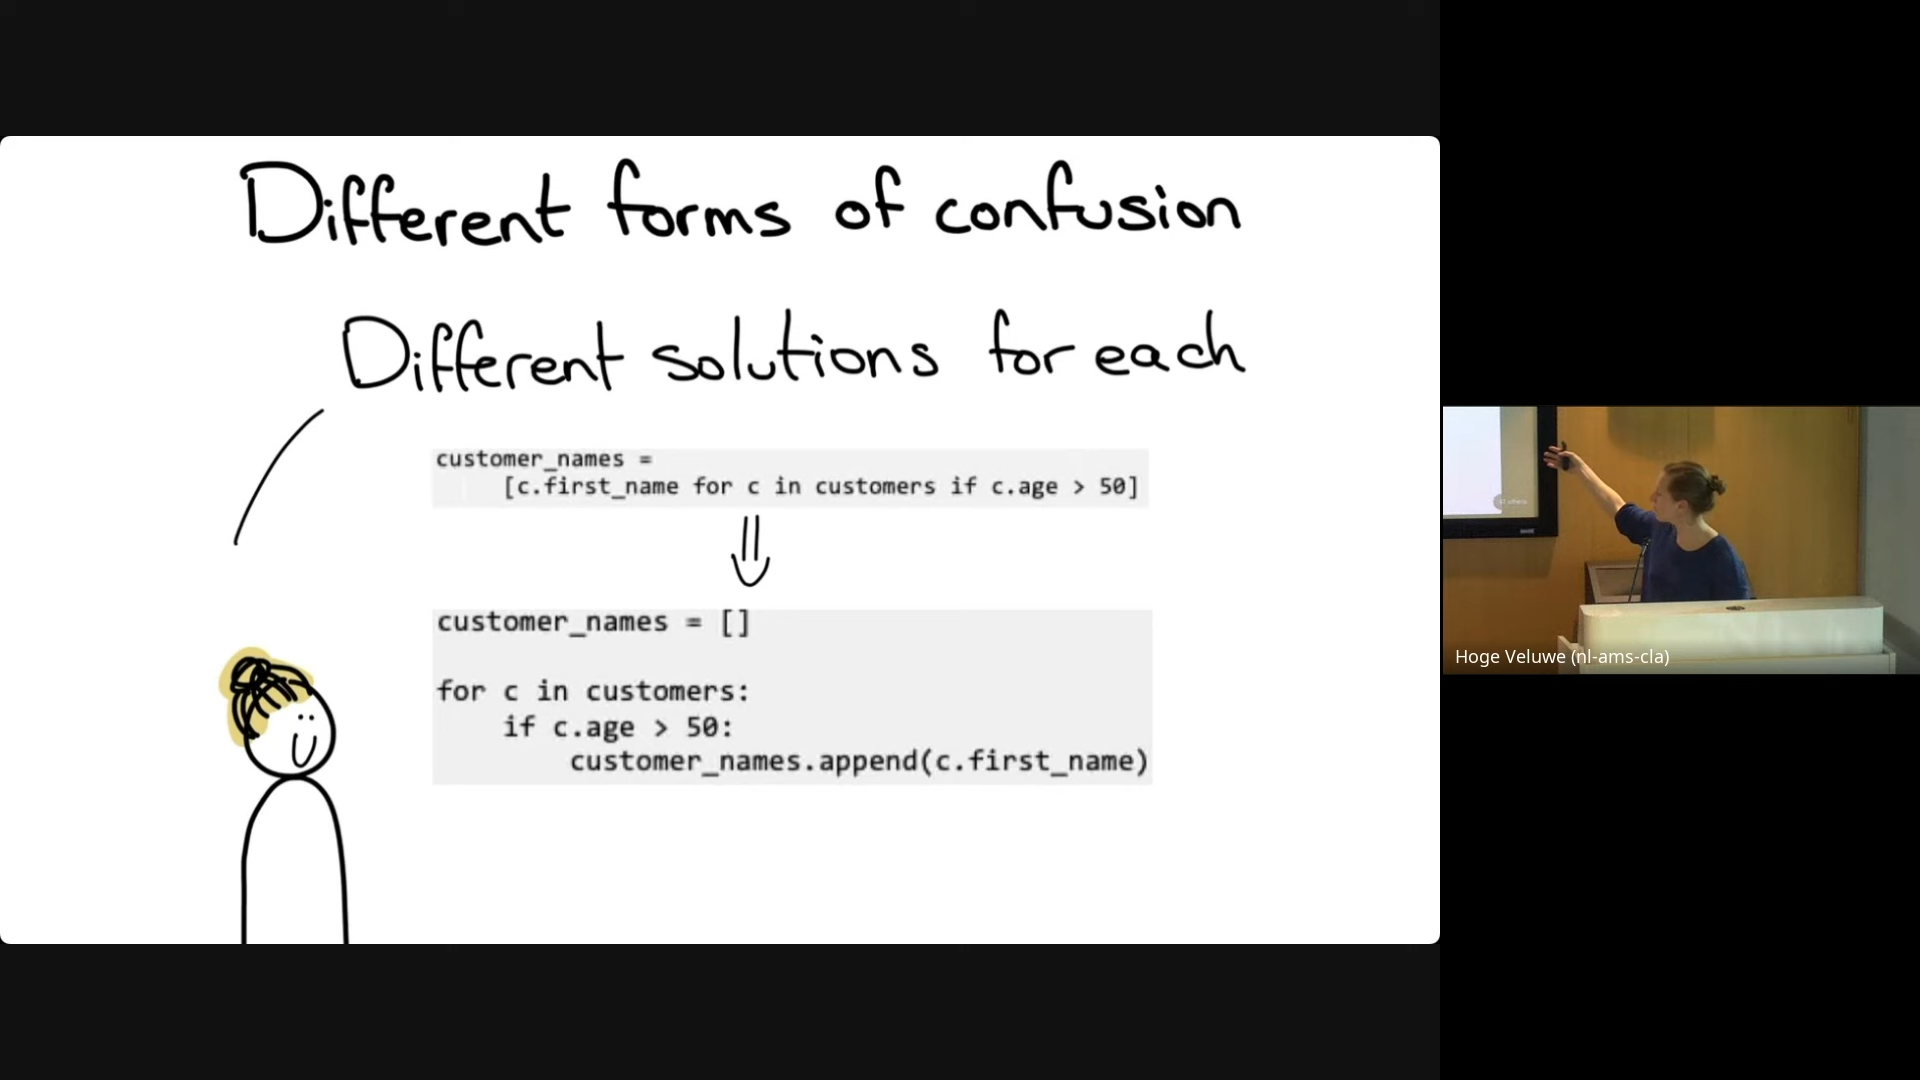 Different forms of confusion
Different solutions for each
customer_names =
    [c.first_name for c in customers if c.age > 50]
customer_names = []
for c in customers:
    if c.age > 50:
        customer_names.append(c.first_name)
Hoge Veluwe (nl-ams-cla)